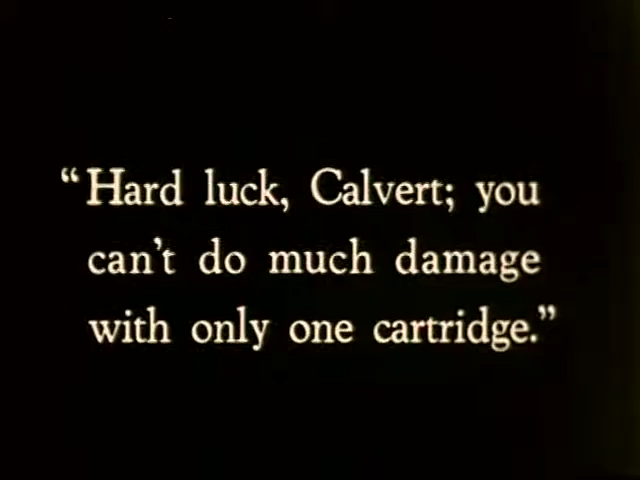 “Hard luck, Calvert; you
can’t do much damage
with only one cartridge.”